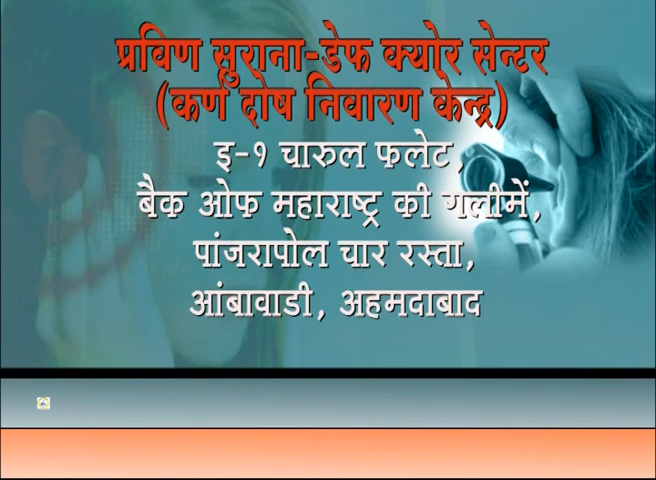 प्रविण सुराना-डेफ क्योर सेन्टर
(कर्ण दोष निवारण केन्द्र)
इ-१ चारुल फलेट,
बैक ओफ महाराष्ट्र की गलीमें,
पांजरापोल चार रस्ता,
आंबावाडी, अहमदाबाद